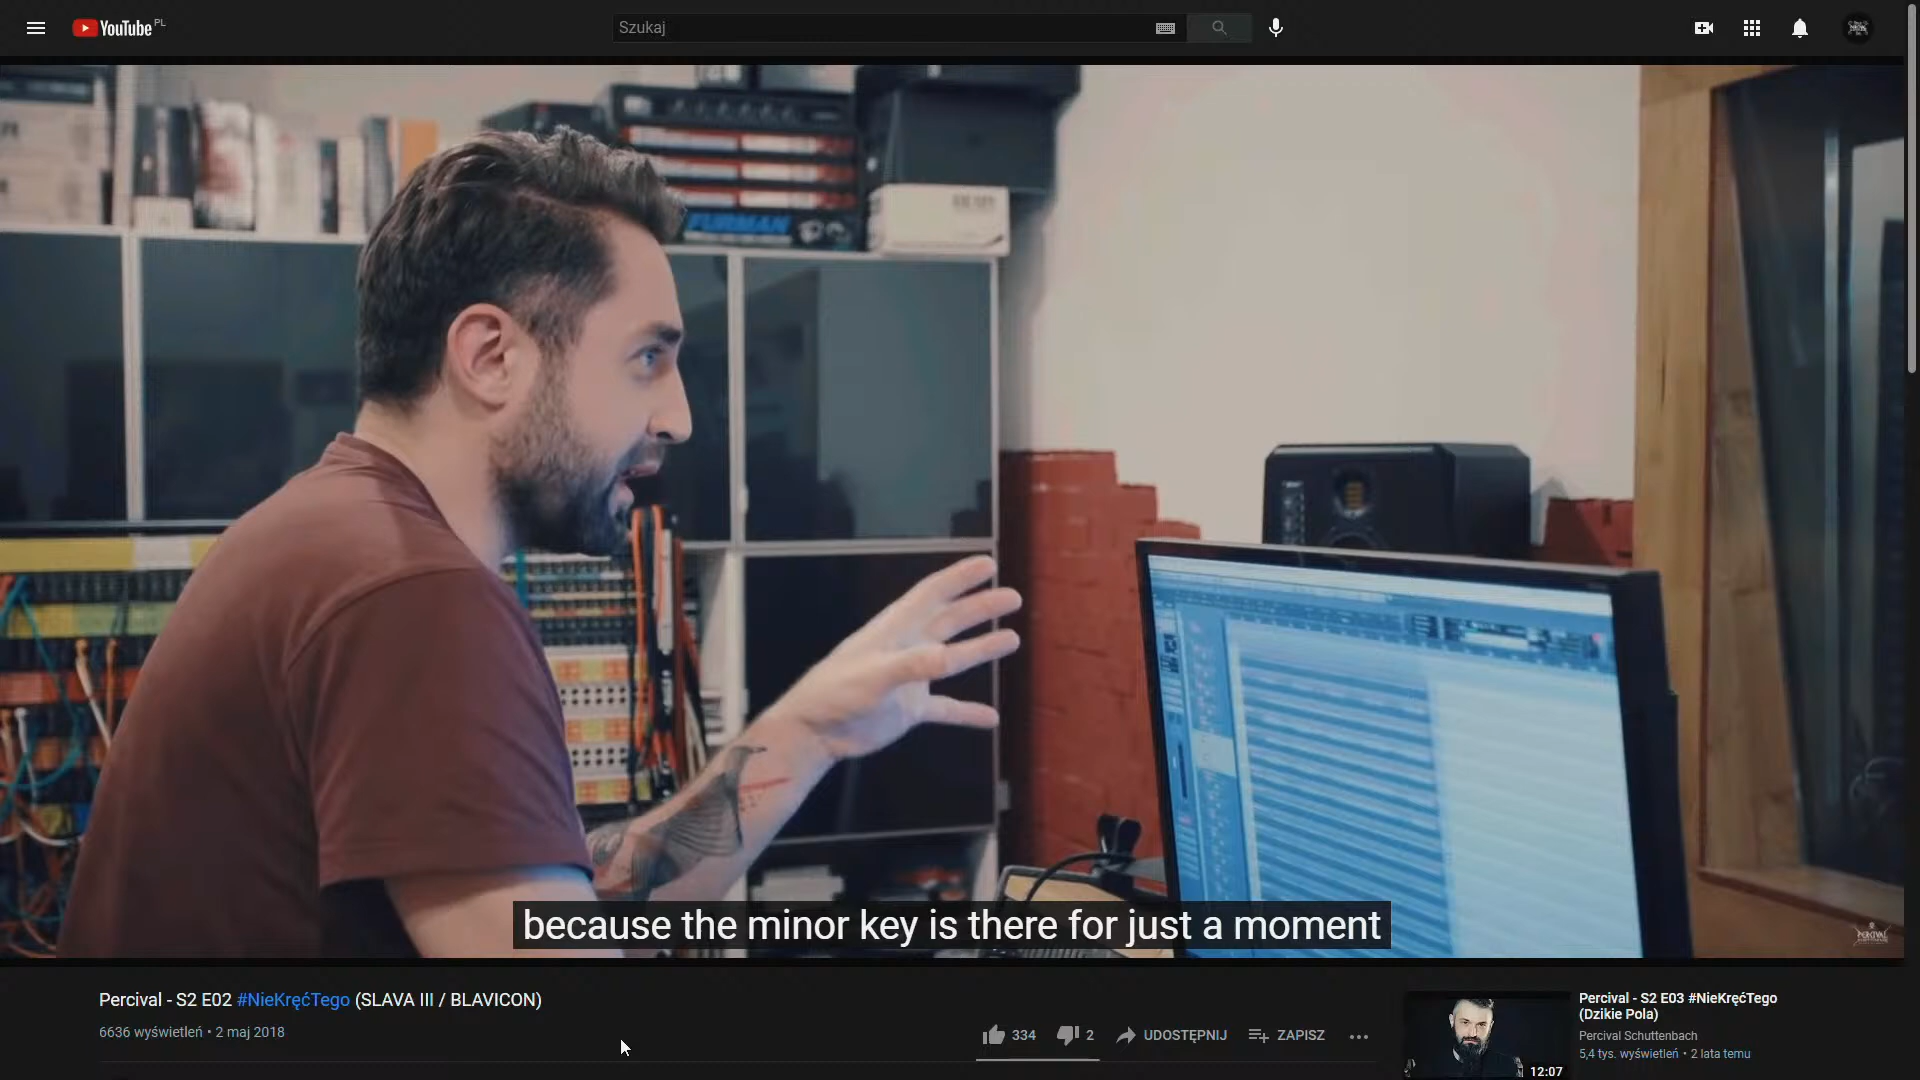 YouTube PL
Szukaj
FURMAN
because the minor key is there for just a moment
PERCIVAL
Percival - S2 E02 #NieKręćTego (SLAVA III / BLAVICON)
6636 wyświetleń • 2 maj 2018
334
2
UDOSTĘPNIJ
ZAPISZ
Percival - S2 E03 #NieKręćTego
(Dzikie Pola)
Percival Schuttenbach
5,4 tys. wyświetleń • 2 lata temu
12:07